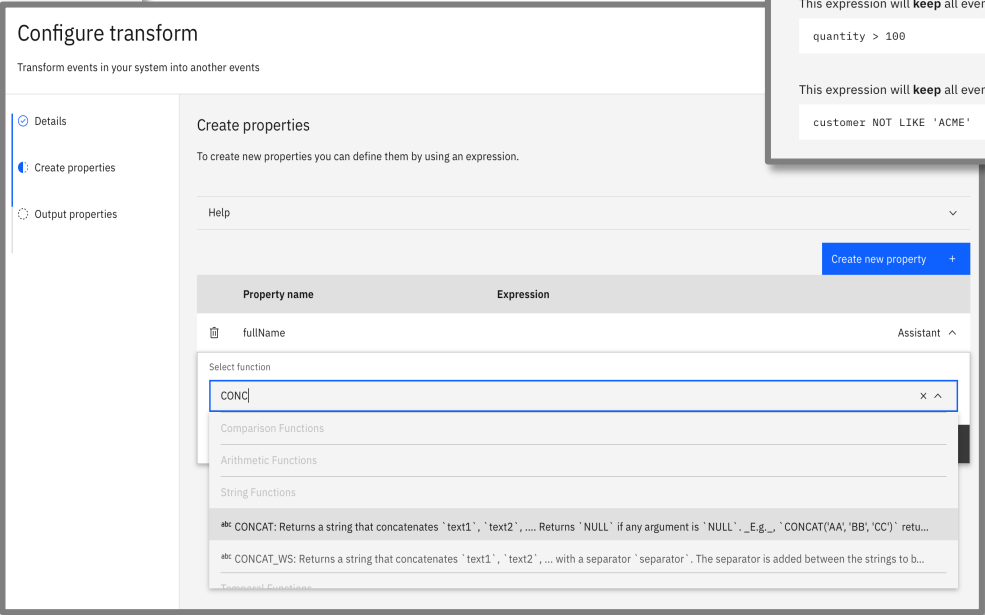 This expression will keep all ever
quantity > 100
This expression will keep all ever
customer NOT LIKE 'ACME'
Configure transform
Transform events in your system into another events
Details
Create properties
Output properties
Create properties
To create new properties you can define them by using an expression.
Help
Create new property +
Property name Expression
fullName Assistant
Select function
CONC
Comparison Functions
Arithmetic Functions
String Functions
abc CONCAT: Returns a string that concatenates `text1`, `text2`, .... Returns `NULL` if any argument is `NULL`. _E.g._, `CONCAT('AA', 'BB', 'CC')` retu...
abc CONCAT_WS: Returns a string that concatenates `text1`, `text2`, ... with a separator `separator`. The separator is added between the strings to b...
Temporal Functions